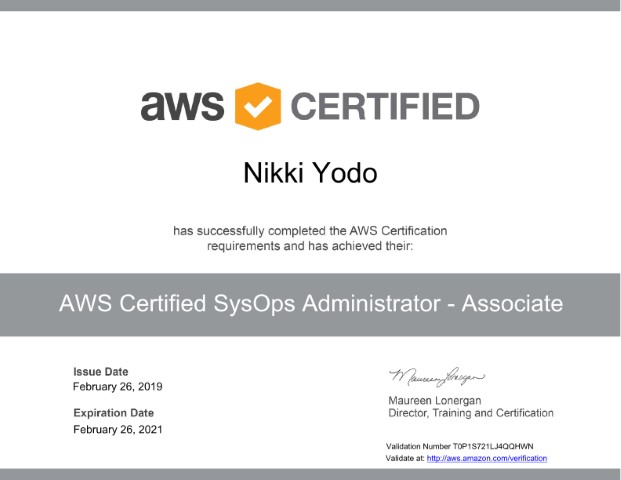 aws CERTIFIED
Nikki Yodo
has successfully completed the AWS Certification
requirements and has achieved their:
AWS Certified SysOps Administrator - Associate
Issue Date
February 26, 2019
Expiration Date
February 26, 2021
Maureen Lonergan
Maureen Lonergan
Director, Training and Certification
Validation Number T0P1S721LJ4QQHWN
Validate at: http://aws.amazon.com/verification